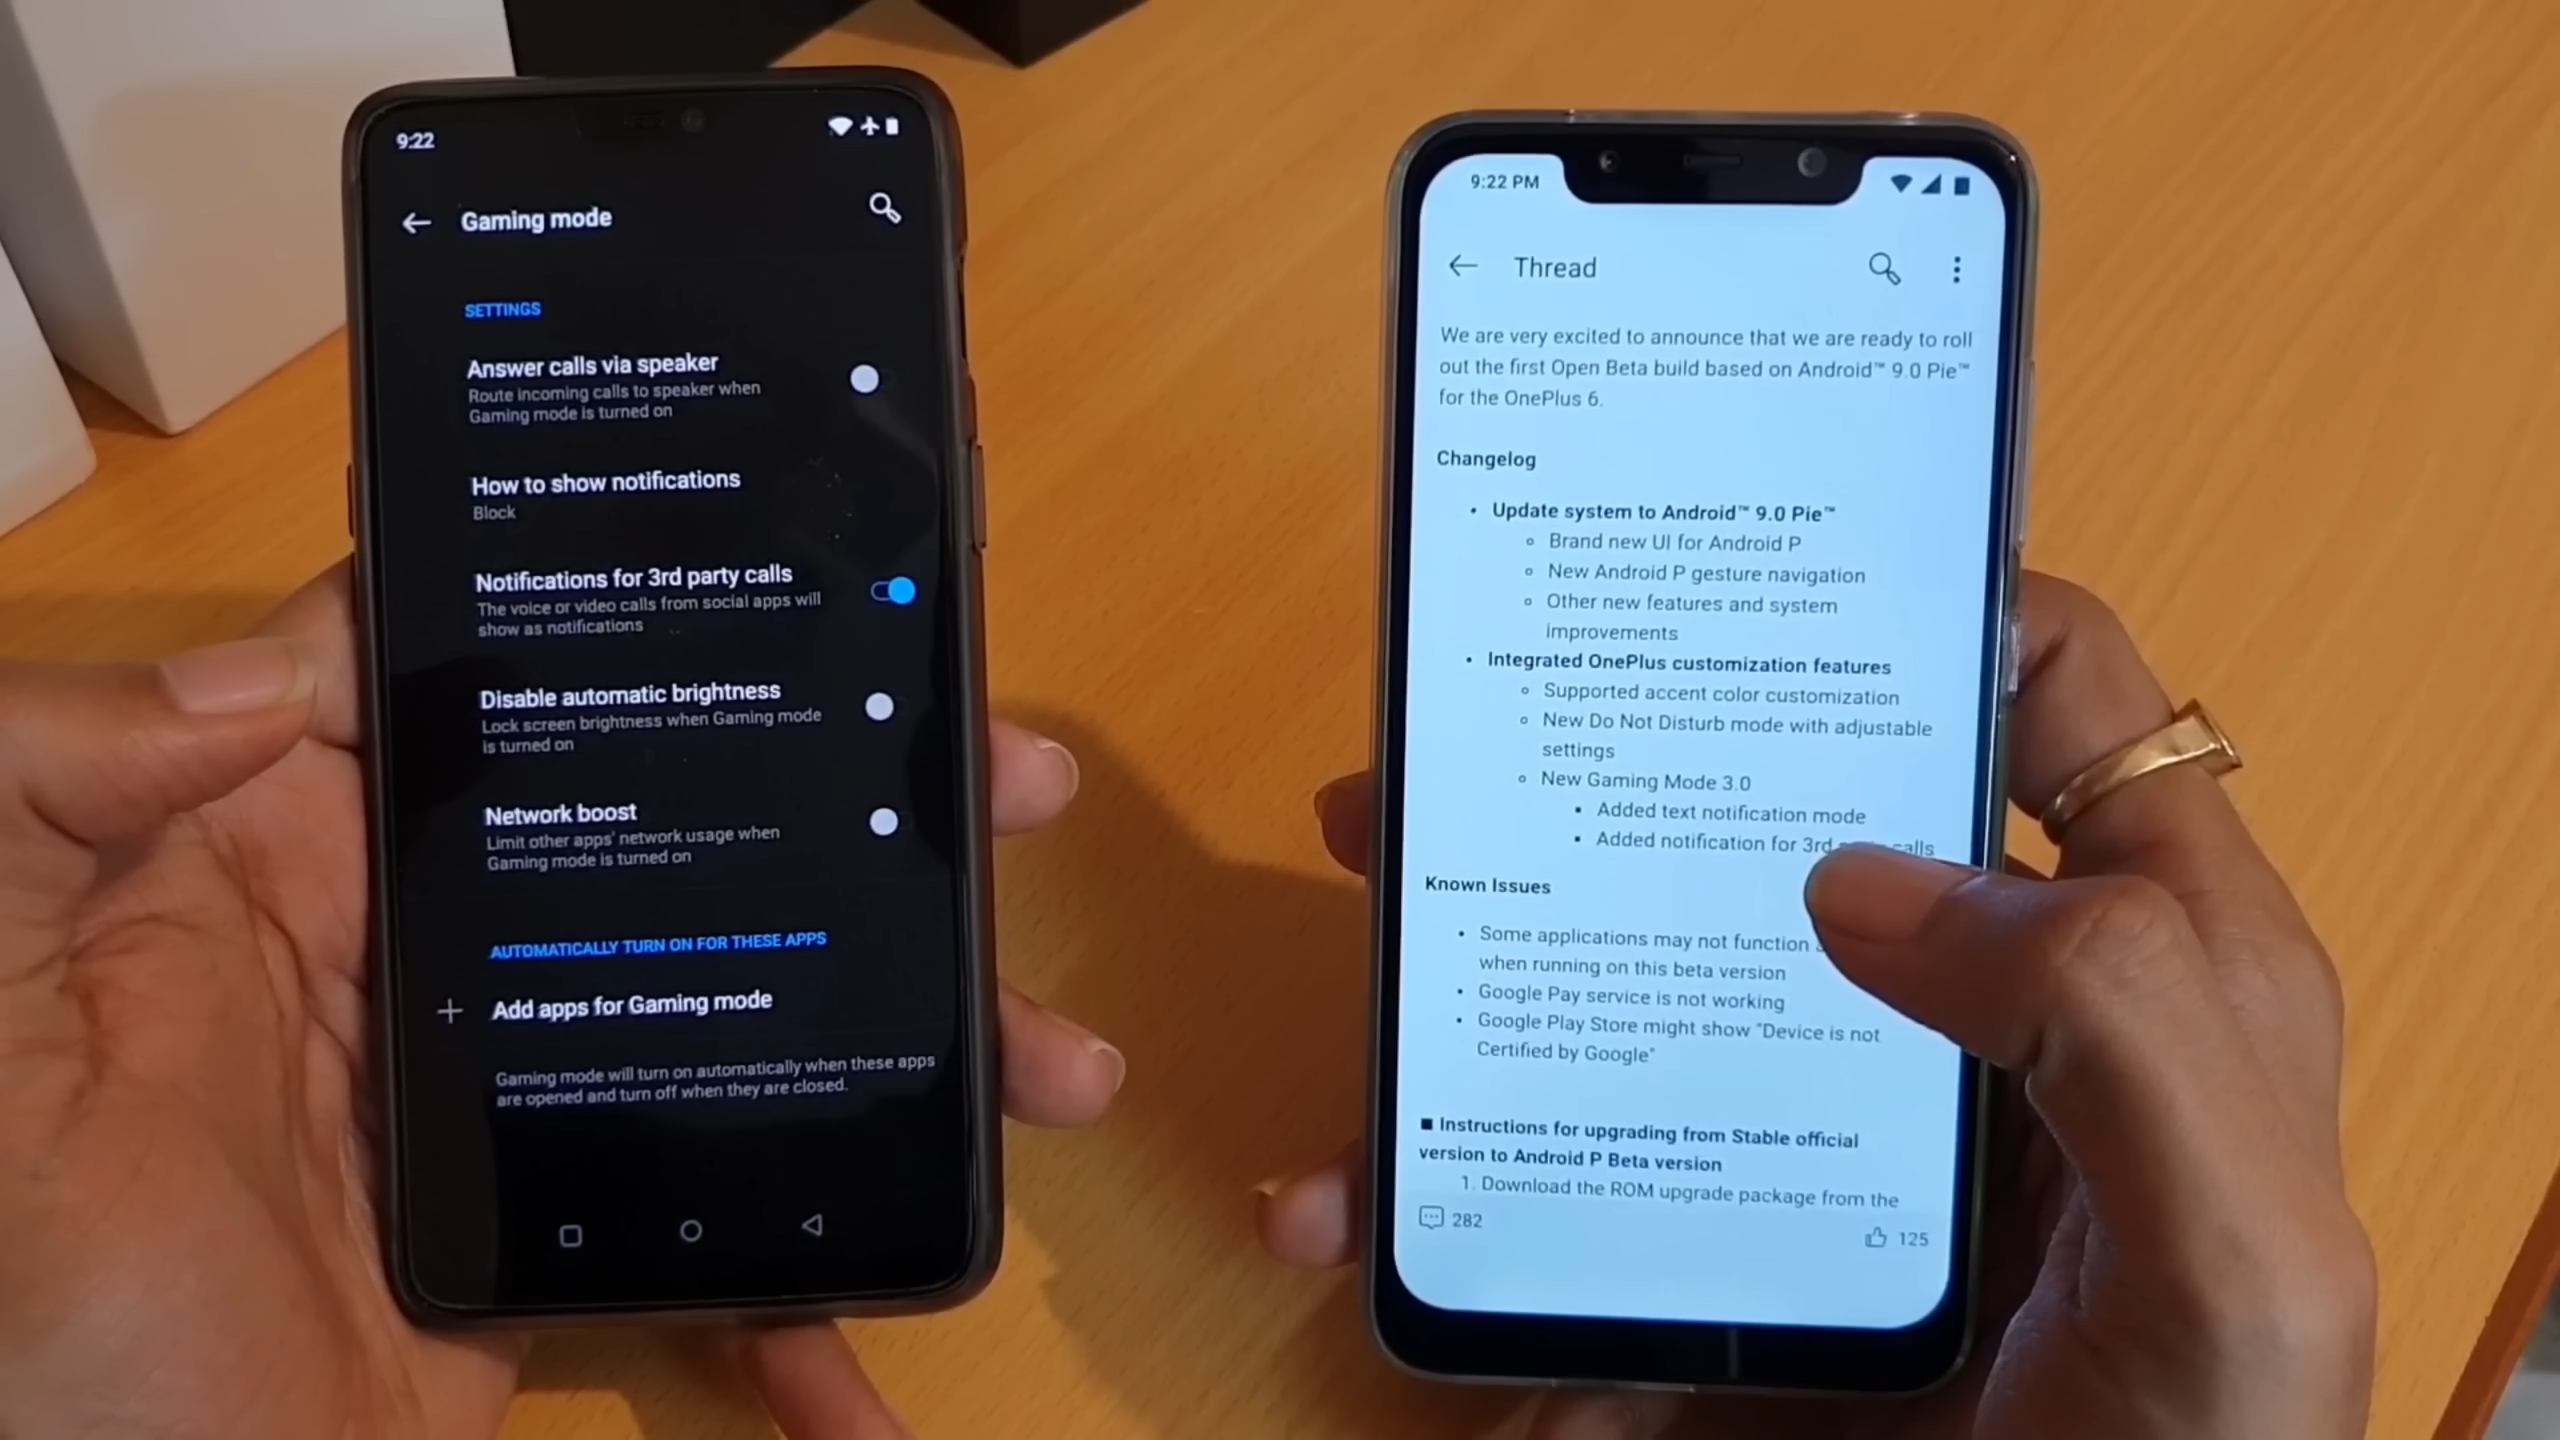 9:22
Gaming mode
SETTINGS
Answer calls via speaker
Route incoming calls to speaker when
Gaming mode is turned on
How to show notifications
Block
Notifications for 3rd party calls
The voice or video calls from social apps will
show as notifications
Disable automatic brightness
Lock screen brightness when Gaming mode
is turned on
Network boost
Limit other apps' network usage when
Gaming mode is turned on
AUTOMATICALLY TURN ON FOR THESE APPS
+ Add apps for Gaming mode
Gaming mode will turn on automatically when these apps
are opened and turn off when they are closed.
9:22 PM
Thread
We are very excited to announce that we are ready to roll
out the first Open Beta build based on Android™ 9.0 Pie™
for the OnePlus 6.
Changelog
• Update system to Android™ 9.0 Pie™
○ Brand new UI for Android P
○ New Android P gesture navigation
○ Other new features and system
improvements
• Integrated OnePlus customization features
○ Supported accent color customization
○ New Do Not Disturb mode with adjustable
settings
○ New Gaming Mode 3.0
▪ Added text notification mode
▪ Added notification for 3rd calls
Known Issues
• Some applications may not function
when running on this beta version
• Google Pay service is not working
• Google Play Store might show "Device is not
Certified by Google"
■ Instructions for upgrading from Stable official
version to Android P Beta version
1. Download the ROM upgrade package from the
282
125